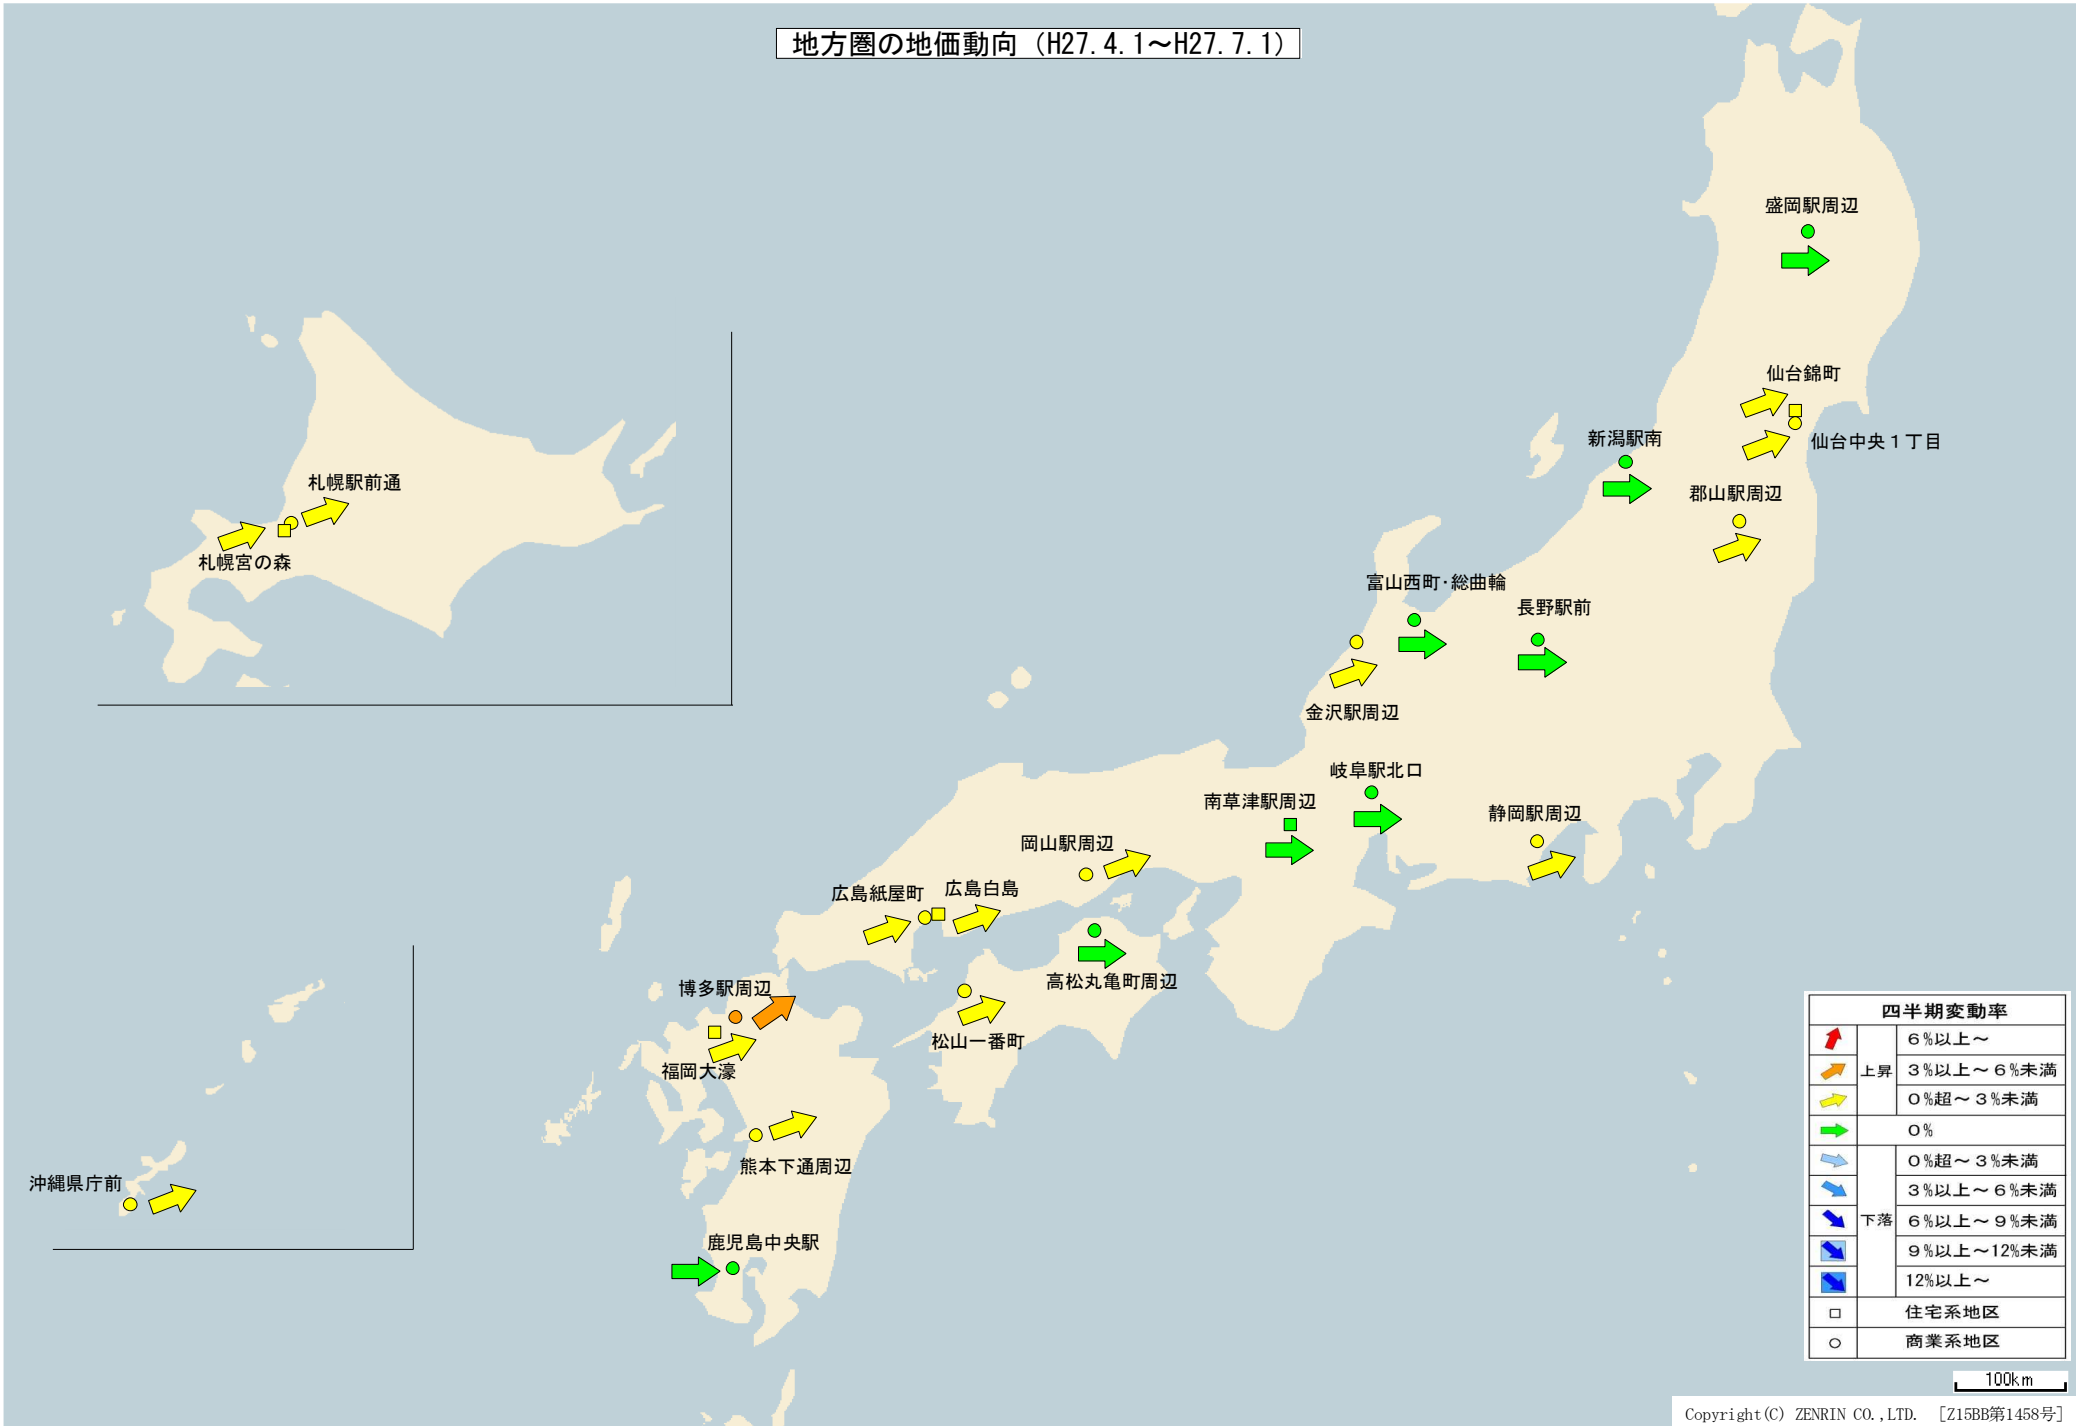 地方圏の地価動向（H27.4.1～H27.7.1）
盛岡駅周辺
仙台錦町
仙台中央１丁目
新潟駅南
郡山駅周辺
札幌駅前通
札幌宮の森
富山西町･総曲輪
長野駅前
金沢駅周辺
岐阜駅北口
南草津駅周辺
静岡駅周辺
岡山駅周辺
広島紙屋町
広島白島
高松丸亀町周辺
博多駅周辺
松山一番町
福岡大濠
熊本下通周辺
沖縄県庁前
鹿児島中央駅
四半期変動率
上昇
６%以上～
３%以上～６%未満
０%超～３%未満
０%
下落
０%超～３%未満
３%以上～６%未満
６%以上～９%未満
９%以上～12%未満
12%以上～
住宅系地区
商業系地区
100km
Copyright(C) ZENRIN CO.,LTD. [Z15BB第1458号]